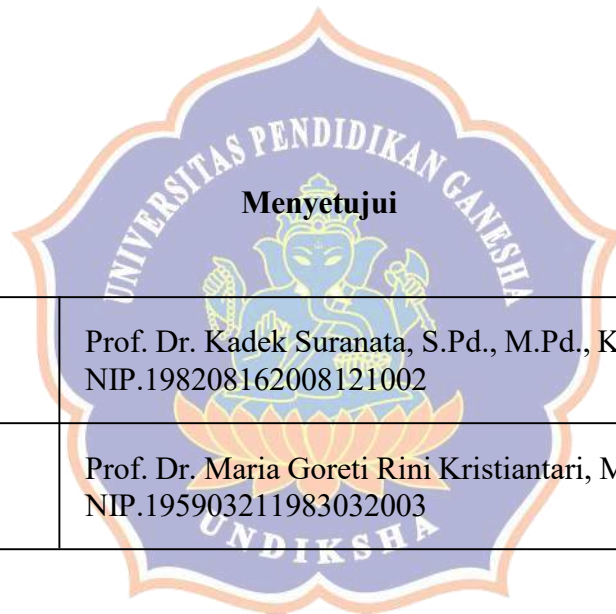 UNIVERSITAS PENDIDIKAN GANESHA
Menyetujui
Prof. Dr. Kadek Suranata, S.Pd., M.Pd., K
NIP.198208162008121002
Prof. Dr. Maria Goreti Rini Kristiantari, M
NIP.195903211983032003
UNDIKSHA